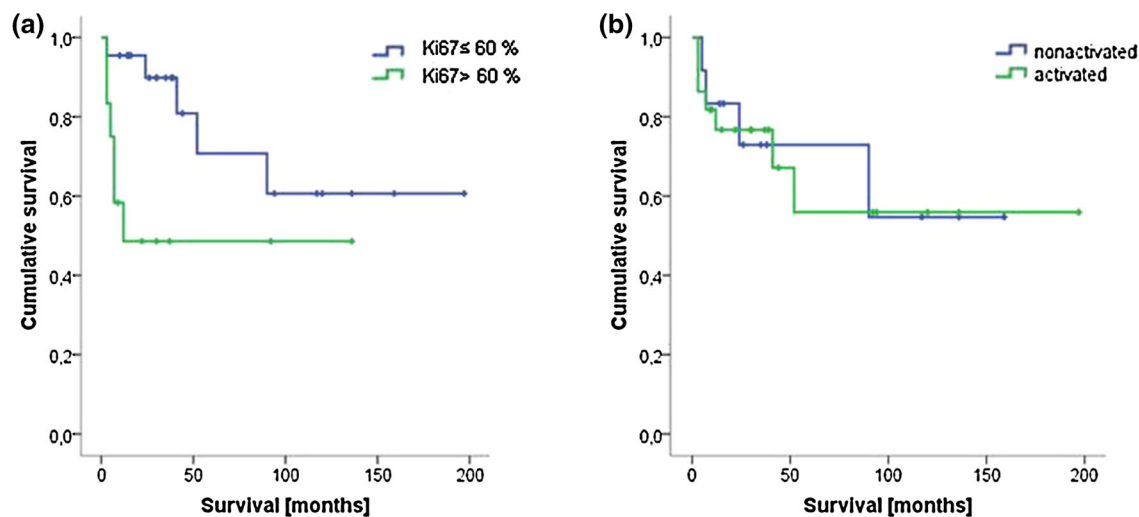 (a)
Ki67≤ 60 %
Ki67> 60 %
Cumulative survival
1,0
0,8
0,6
0,4
0,2
0,0
0 50 100 150 200
Survival [months]
(b)
nonactivated
activated
Cumulative survival
1,0
0,8
0,6
0,4
0,2
0,0
0 50 100 150 200
Survival [months]